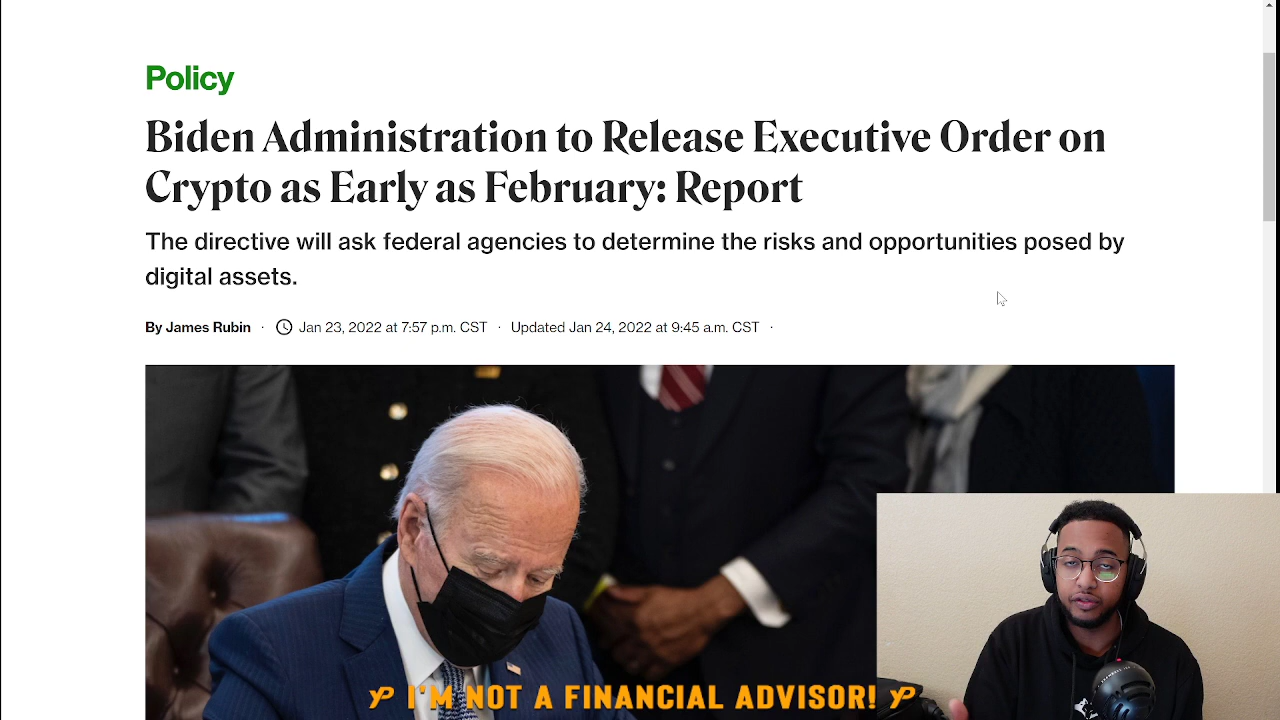 Policy
Biden Administration to Release Executive Order on
Crypto as Early as February: Report
The directive will ask federal agencies to determine the risks and opportunities posed by
digital assets.
By James Rubin · Jan 23, 2022 at 7:57 p.m. CST · Updated Jan 24, 2022 at 9:45 a.m. CST ·
I'M NOT A FINANCIAL ADVISOR!